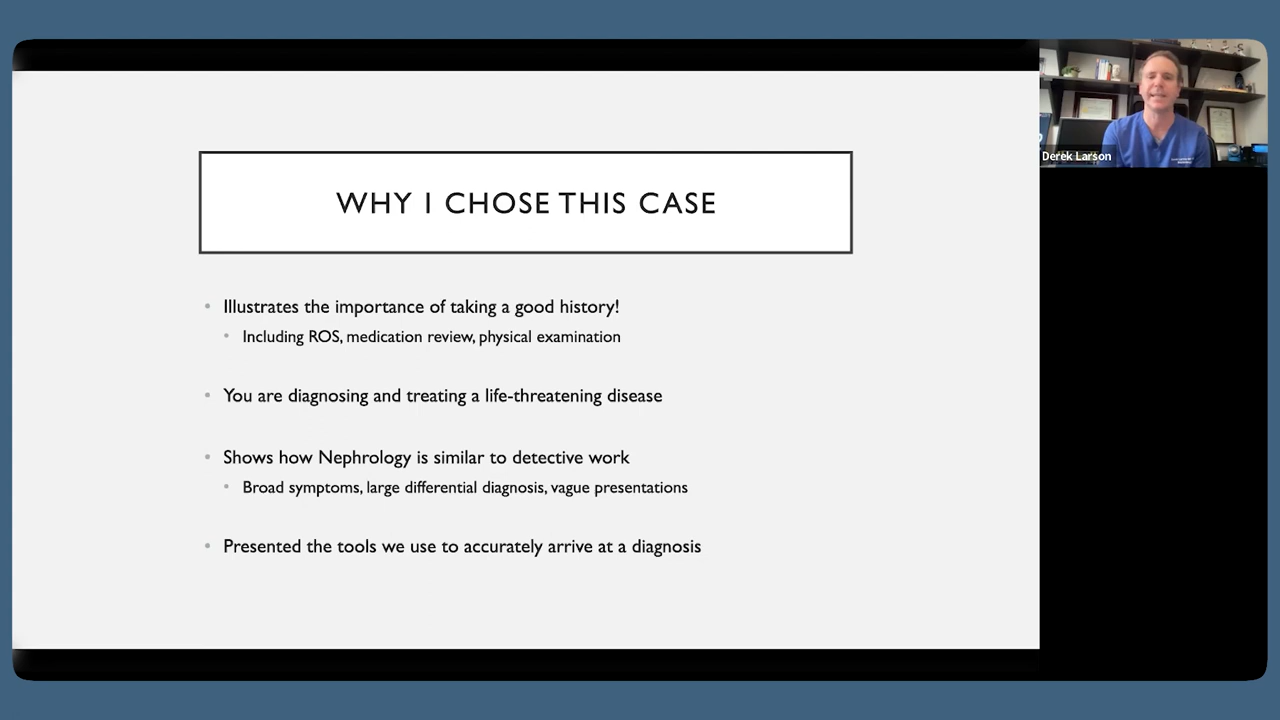 WHY I CHOSE THIS CASE
• Illustrates the importance of taking a good history!
• Including ROS, medication review, physical examination
• You are diagnosing and treating a life-threatening disease
• Shows how Nephrology is similar to detective work
• Broad symptoms, large differential diagnosis, vague presentations
• Presented the tools we use to accurately arrive at a diagnosis
Derek Larson